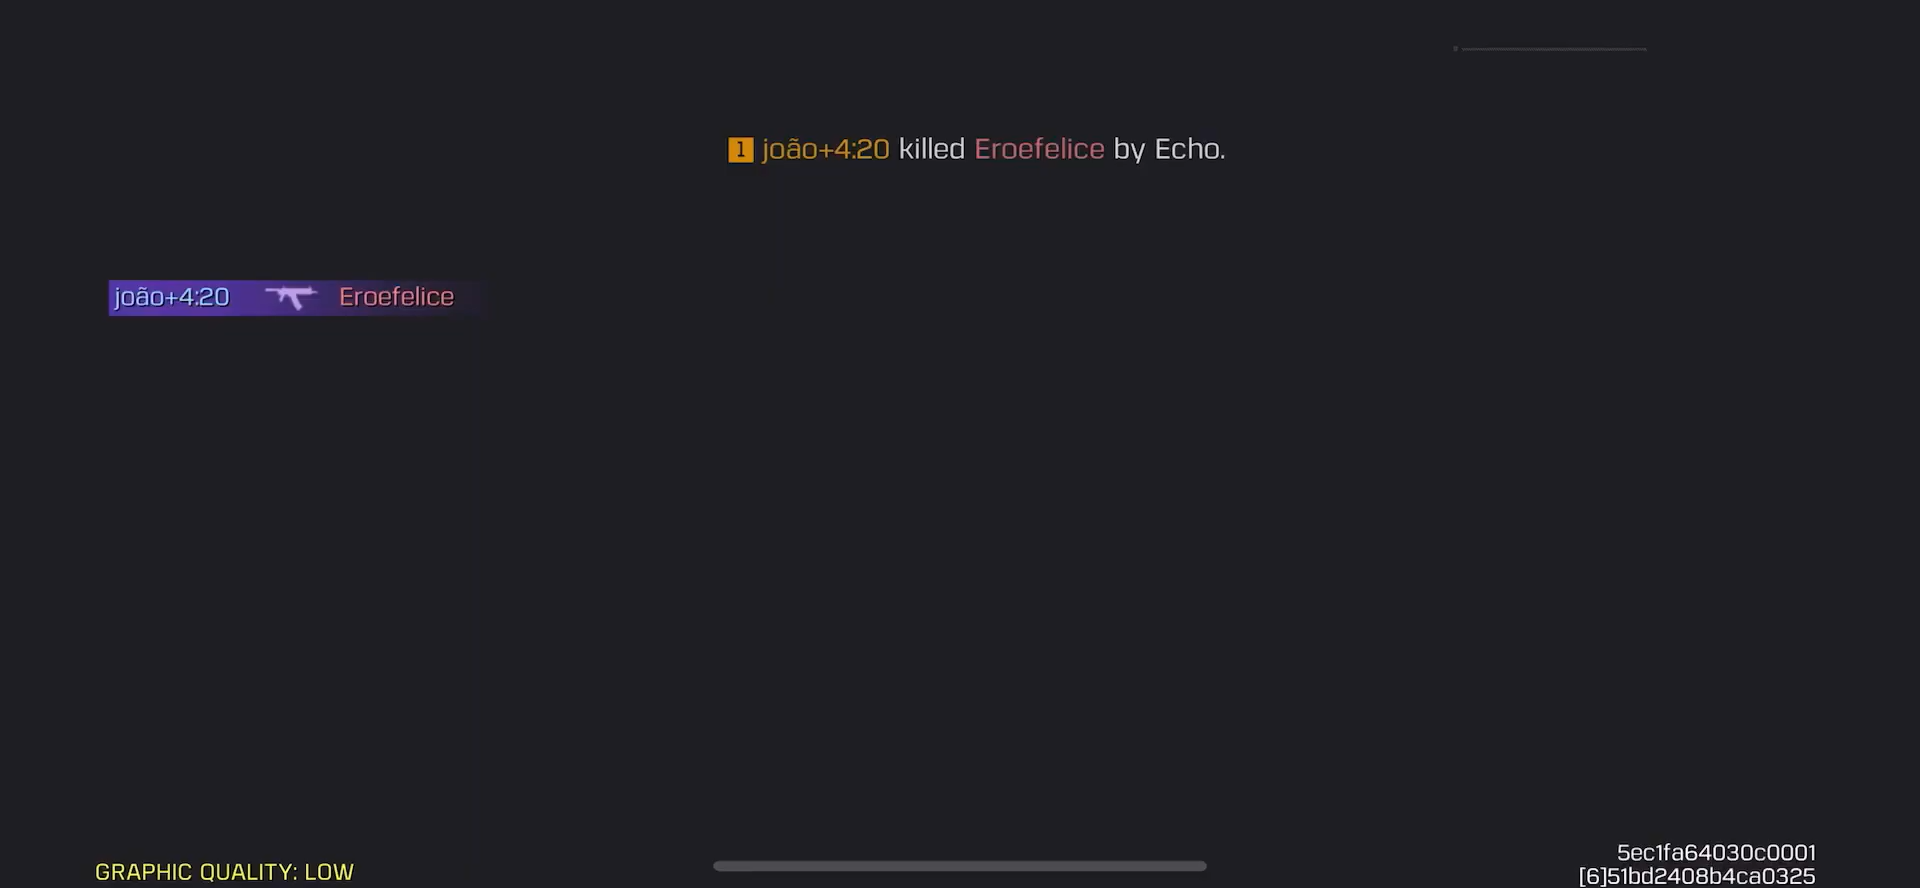 1 joão+4:20 killed Eroefelice by Echo.
joão+4:20 Eroefelice
GRAPHIC QUALITY: LOW
5ec1fa64030c0001
[6]51bd2408b4ca0325